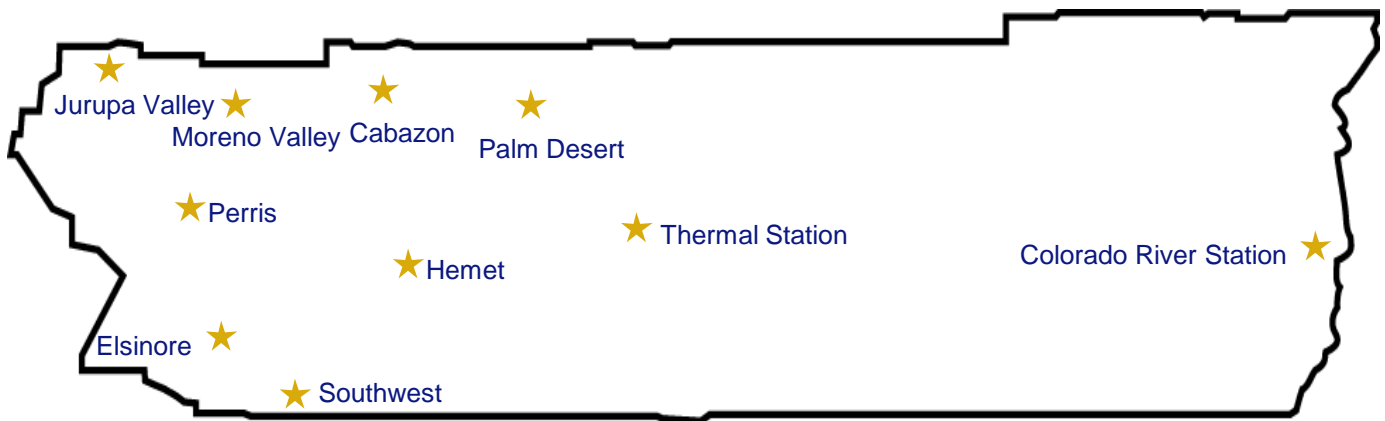 Jurupa Valley
Moreno Valley
Cabazon
Palm Desert
Perris
Thermal Station
Hemet
Colorado River Station
Elsinore
Southwest